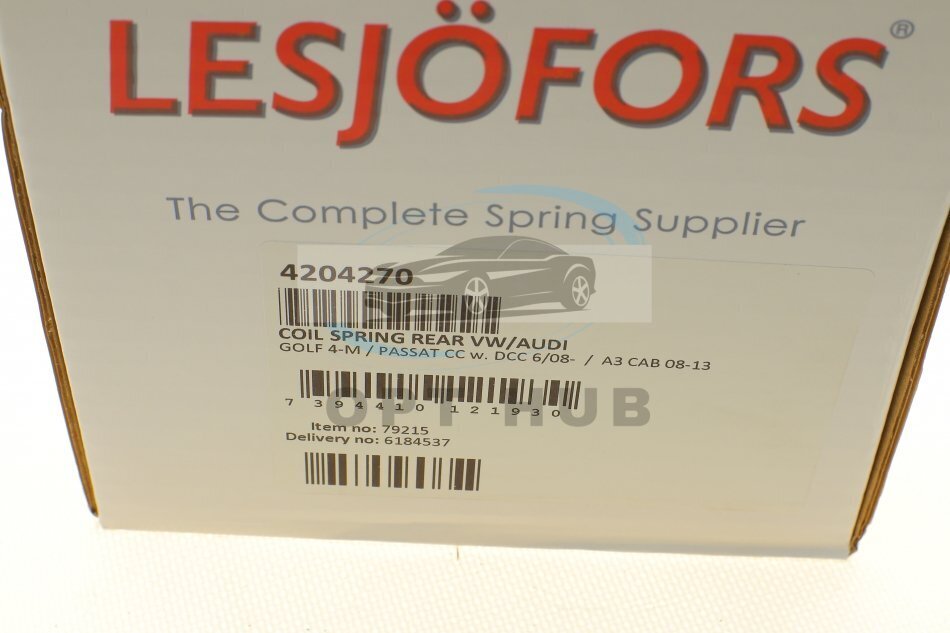 LESJÖFORS®
The Complete Spring Supplier
4204270
COIL SPRING REAR VW/AUDI
GOLF 4-M / PASSAT CC w. DCC 6/08- / A3 CAB 08-13
7 394410 121930
OPT HUB
Item no: 79215
Delivery no: 6184537